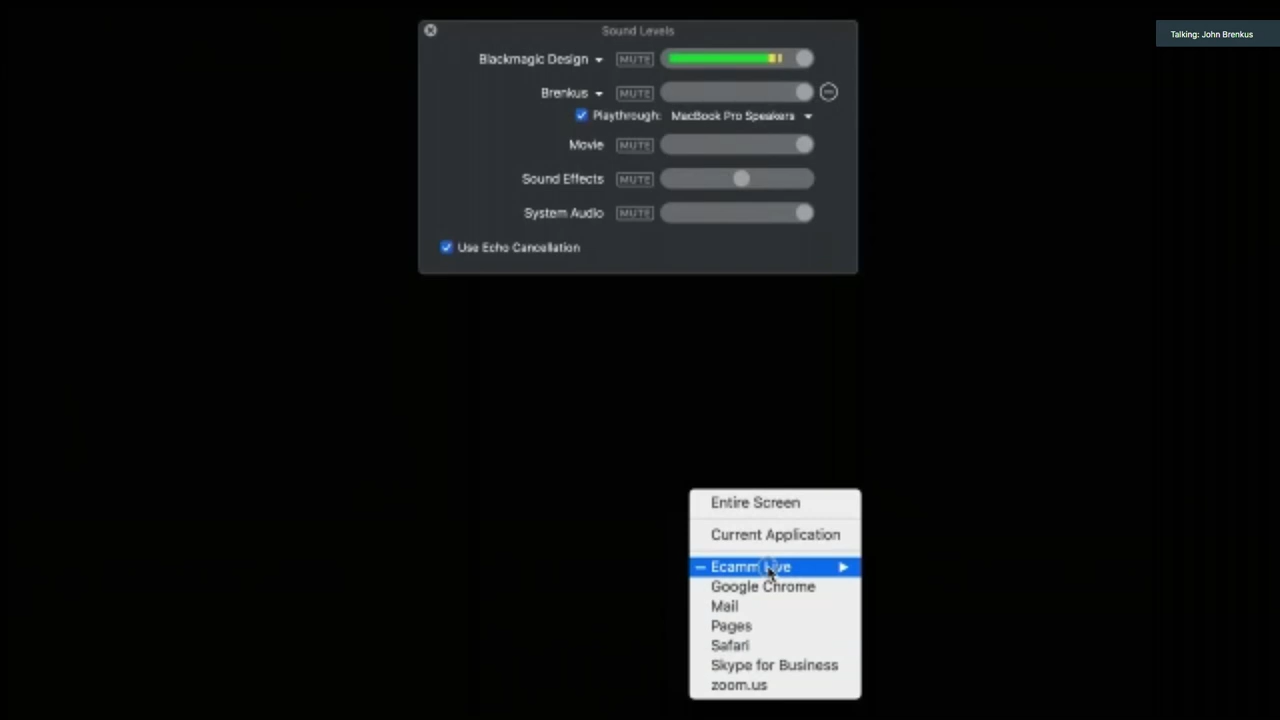 Sound Levels
Talking: John Brenkus
Blackmagic Design MUTE
Brenkus MUTE
Playthrough: MacBook Pro Speakers
Movie MUTE
Sound Effects MUTE
System Audio MUTE
Use Echo Cancellation
Entire Screen
Current Application
Ecamm Live
Google Chrome
Mail
Pages
Safari
Skype for Business
zoom.us